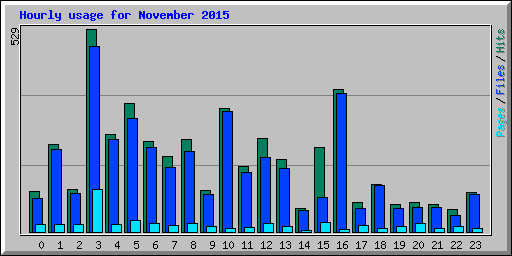 Hourly usage for November 2015
529
Pages/Files/Hits
0 1 2 3 4 5 6 7 8 9 10 11 12 13 14 15 16 17 18 19 20 21 22 23